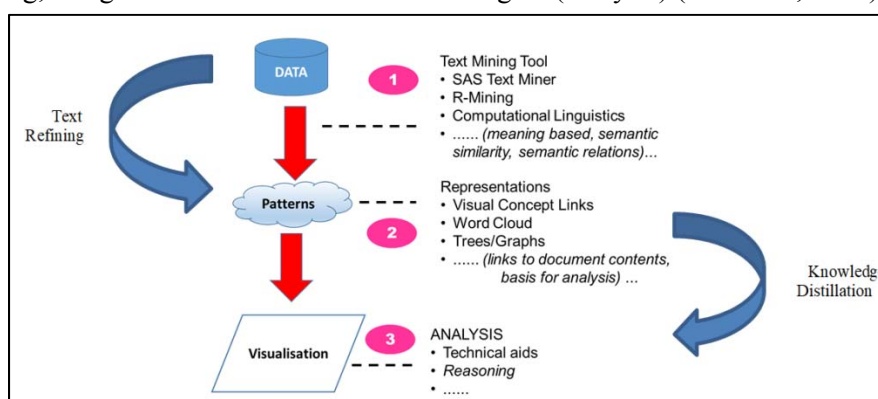 DATA
1
Text Mining Tool
• SAS Text Miner
• R-Mining
• Computational Linguistics
• ...... (meaning based, semantic
similarity, semantic relations)...
Text
Refining
Patterns
2
Representations
• Visual Concept Links
• Word Cloud
• Trees/Graphs
• ...... (links to document contents,
basis for analysis) ...
Knowledg
Distillation
Visualisation
3
ANALYSIS
• Technical aids
• Reasoning
• ......